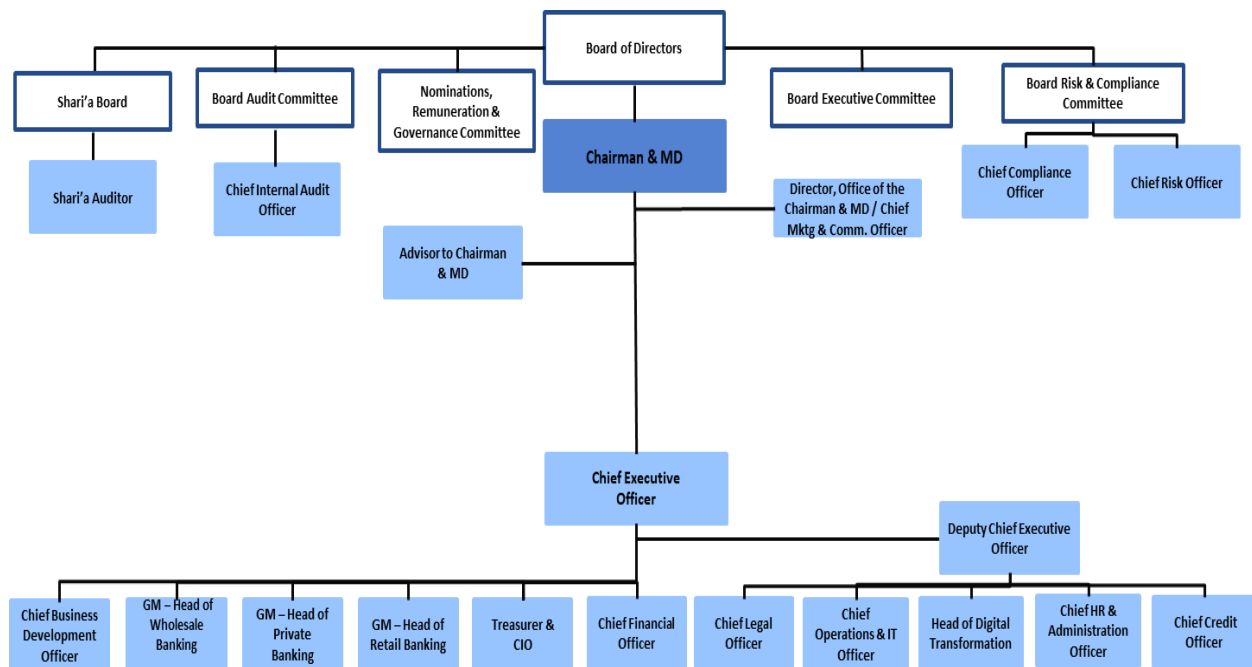 Board of Directors
Shari'a Board
Board Audit Committee
Nominations,
Remuneration &
Governance Committee
Board Executive Committee
Board Risk & Compliance
Committee
Chairman & MD
Shari'a Auditor
Chief Internal Audit
Officer
Chief Compliance
Officer
Chief Risk Officer
Director, Office of the
Chairman & MD / Chief
Mktg & Comm. Officer
Advisor to Chairman
& MD
Chief Executive
Officer
Deputy Chief Executive
Officer
Chief Business
Development
Officer
GM – Head of
Wholesale
Banking
GM – Head of
Private
Banking
GM – Head of
Retail Banking
Treasurer &
CIO
Chief Financial
Officer
Chief Legal
Officer
Chief
Operations & IT
Officer
Head of Digital
Transformation
Chief HR &
Administration
Officer
Chief Credit
Officer